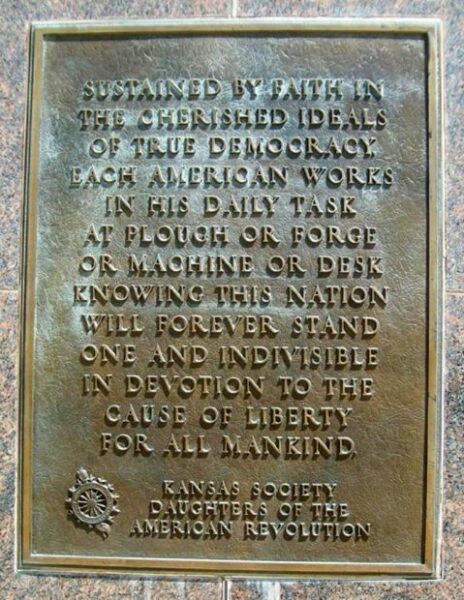 SUSTAINED BY FAITH IN
THE CHERISHED IDEALS
OF TRUE DEMOCRACY,
EACH AMERICAN WORKS
IN HIS DAILY TASK
AT PLOUGH OR FORGE
OR MACHINE OR DESK
KNOWING THIS NATION
WILL FOREVER STAND
ONE AND INDIVISIBLE
IN DEVOTION TO THE
CAUSE OF LIBERTY
FOR ALL MANKIND.
KANSAS SOCIETY
DAUGHTERS OF THE
AMERICAN REVOLUTION